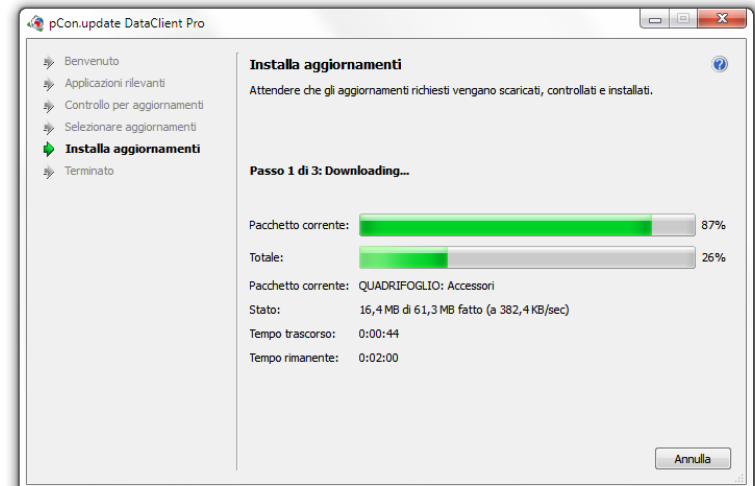 pCon.update DataClient Pro
Benvenuto
Applicazioni rilevanti
Controllo per aggiornamenti
Selezionare aggiornamenti
Installa aggiornamenti
Terminato
Installa aggiornamenti
Attendere che gli aggiornamenti richiesti vengano scaricati, controllati e installati.
Passo 1 di 3: Downloading...
Pacchetto corrente: 87%
Totale: 26%
Pacchetto corrente: QUADRIFOGLIO: Accessori
Stato: 16,4 MB di 61,3 MB fatto (a 382,4 KB/sec)
Tempo trascorso: 0:00:44
Tempo rimanente: 0:02:00
Annulla